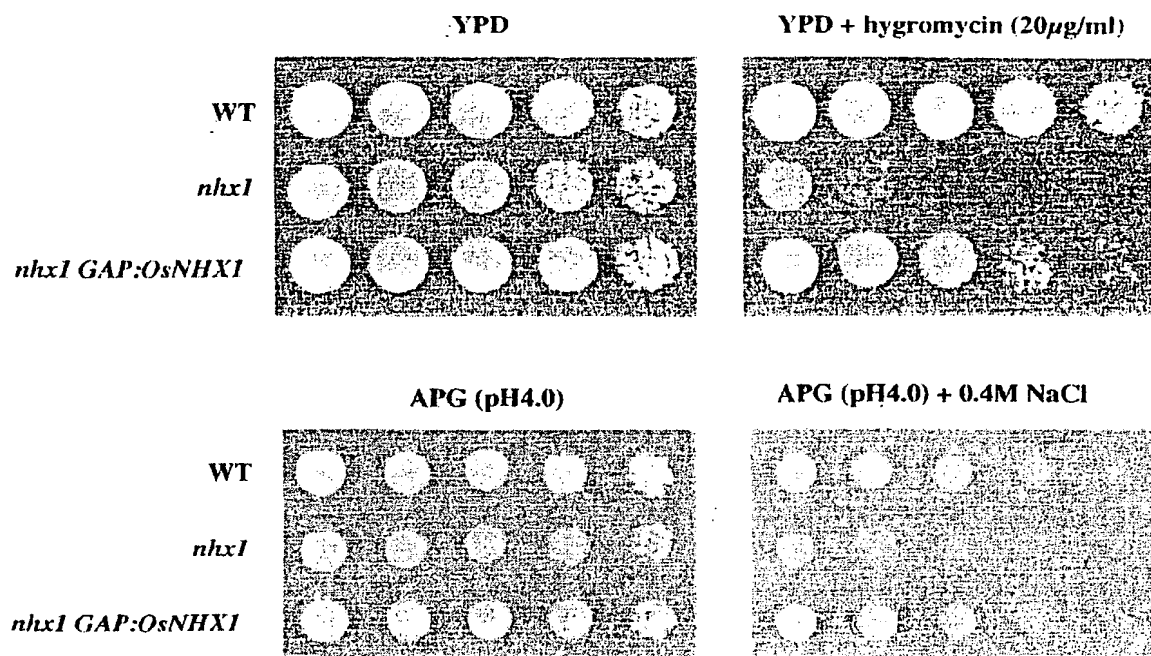 YPD
YPD + hygromycin (20µg/ml)
WT
nhx1
nhx1 GAP:OsNHX1
APG (pH4.0)
APG (pH4.0) + 0.4M NaCl
WT
nhx1
nhx1 GAP:OsNHX1